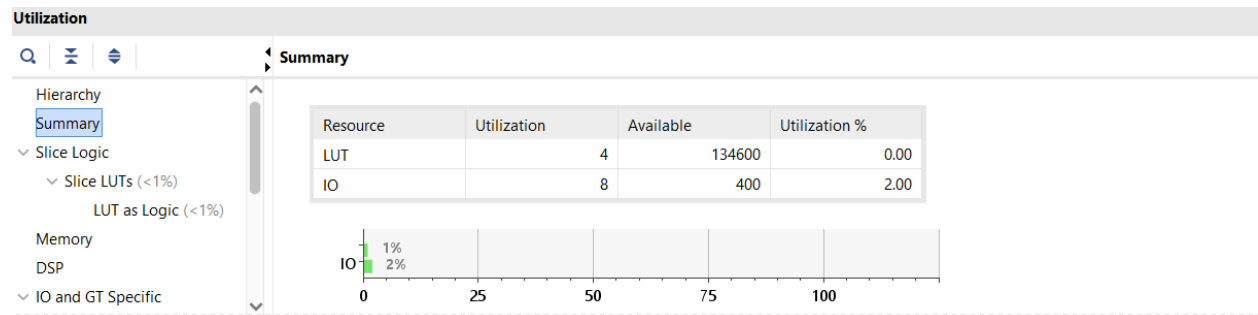 Utilization
Summary
Hierarchy
Summary
Slice Logic
Slice LUTs (<1%)
LUT as Logic (<1%)
Memory
DSP
IO and GT Specific
Resource Utilization Available Utilization %
LUT 4 134600 0.00
IO 8 400 2.00
1%
IO 2%
0 25 50 75 100